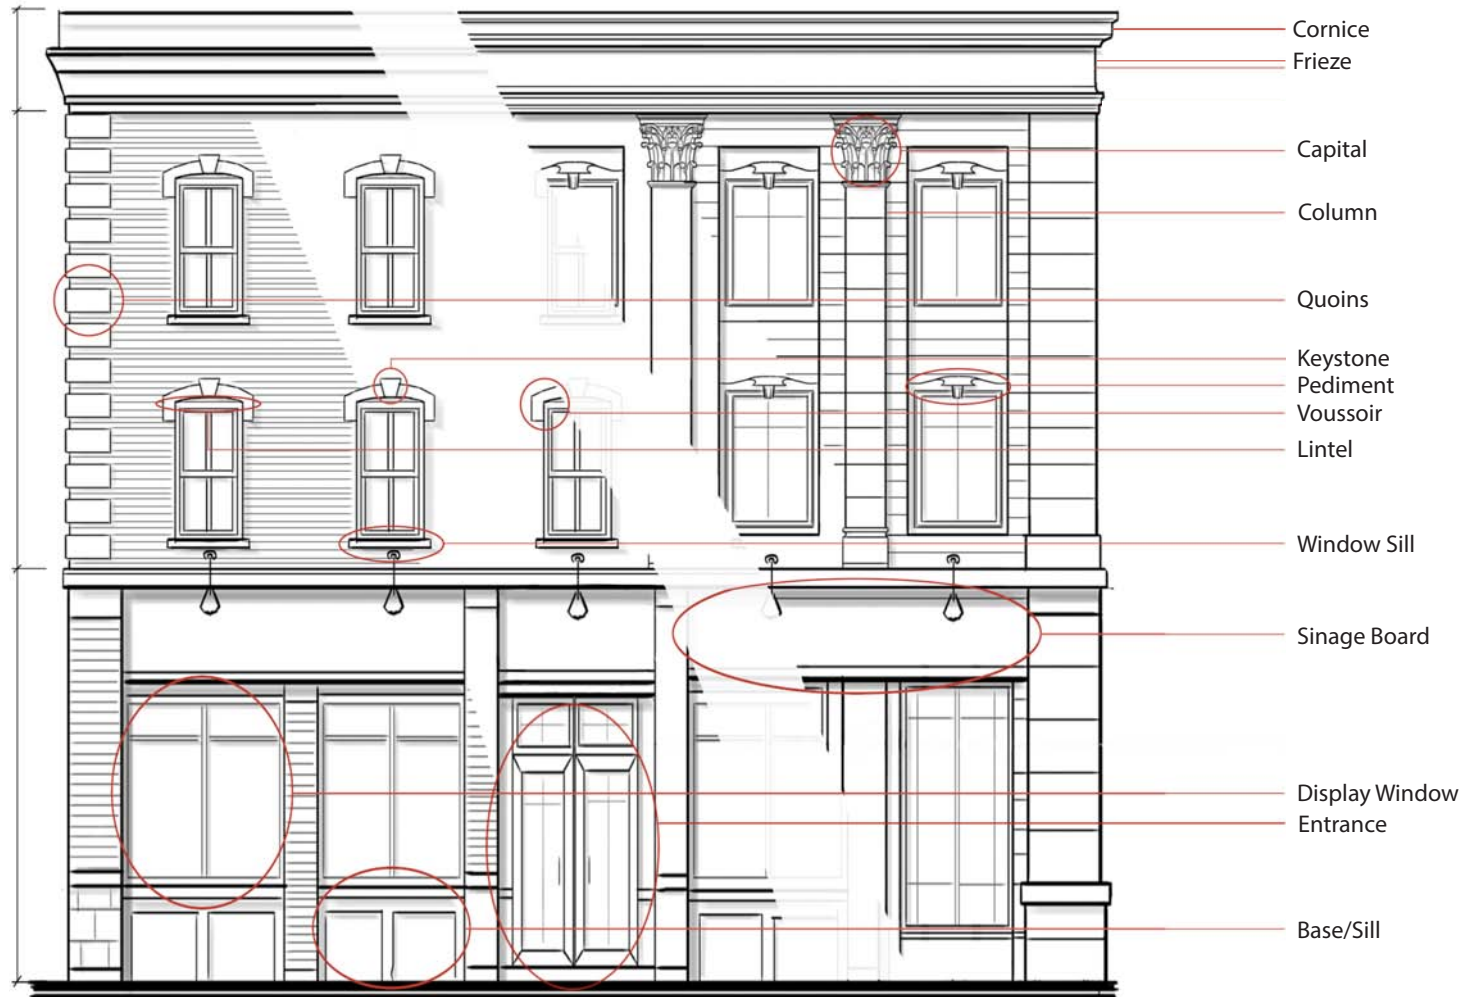 Cornice
Frieze
Capital
Column
Quoins
Keystone
Pediment
Voussoir
Lintel
Window Sill
Sinage Board
Display Window
Entrance
Base/Sill